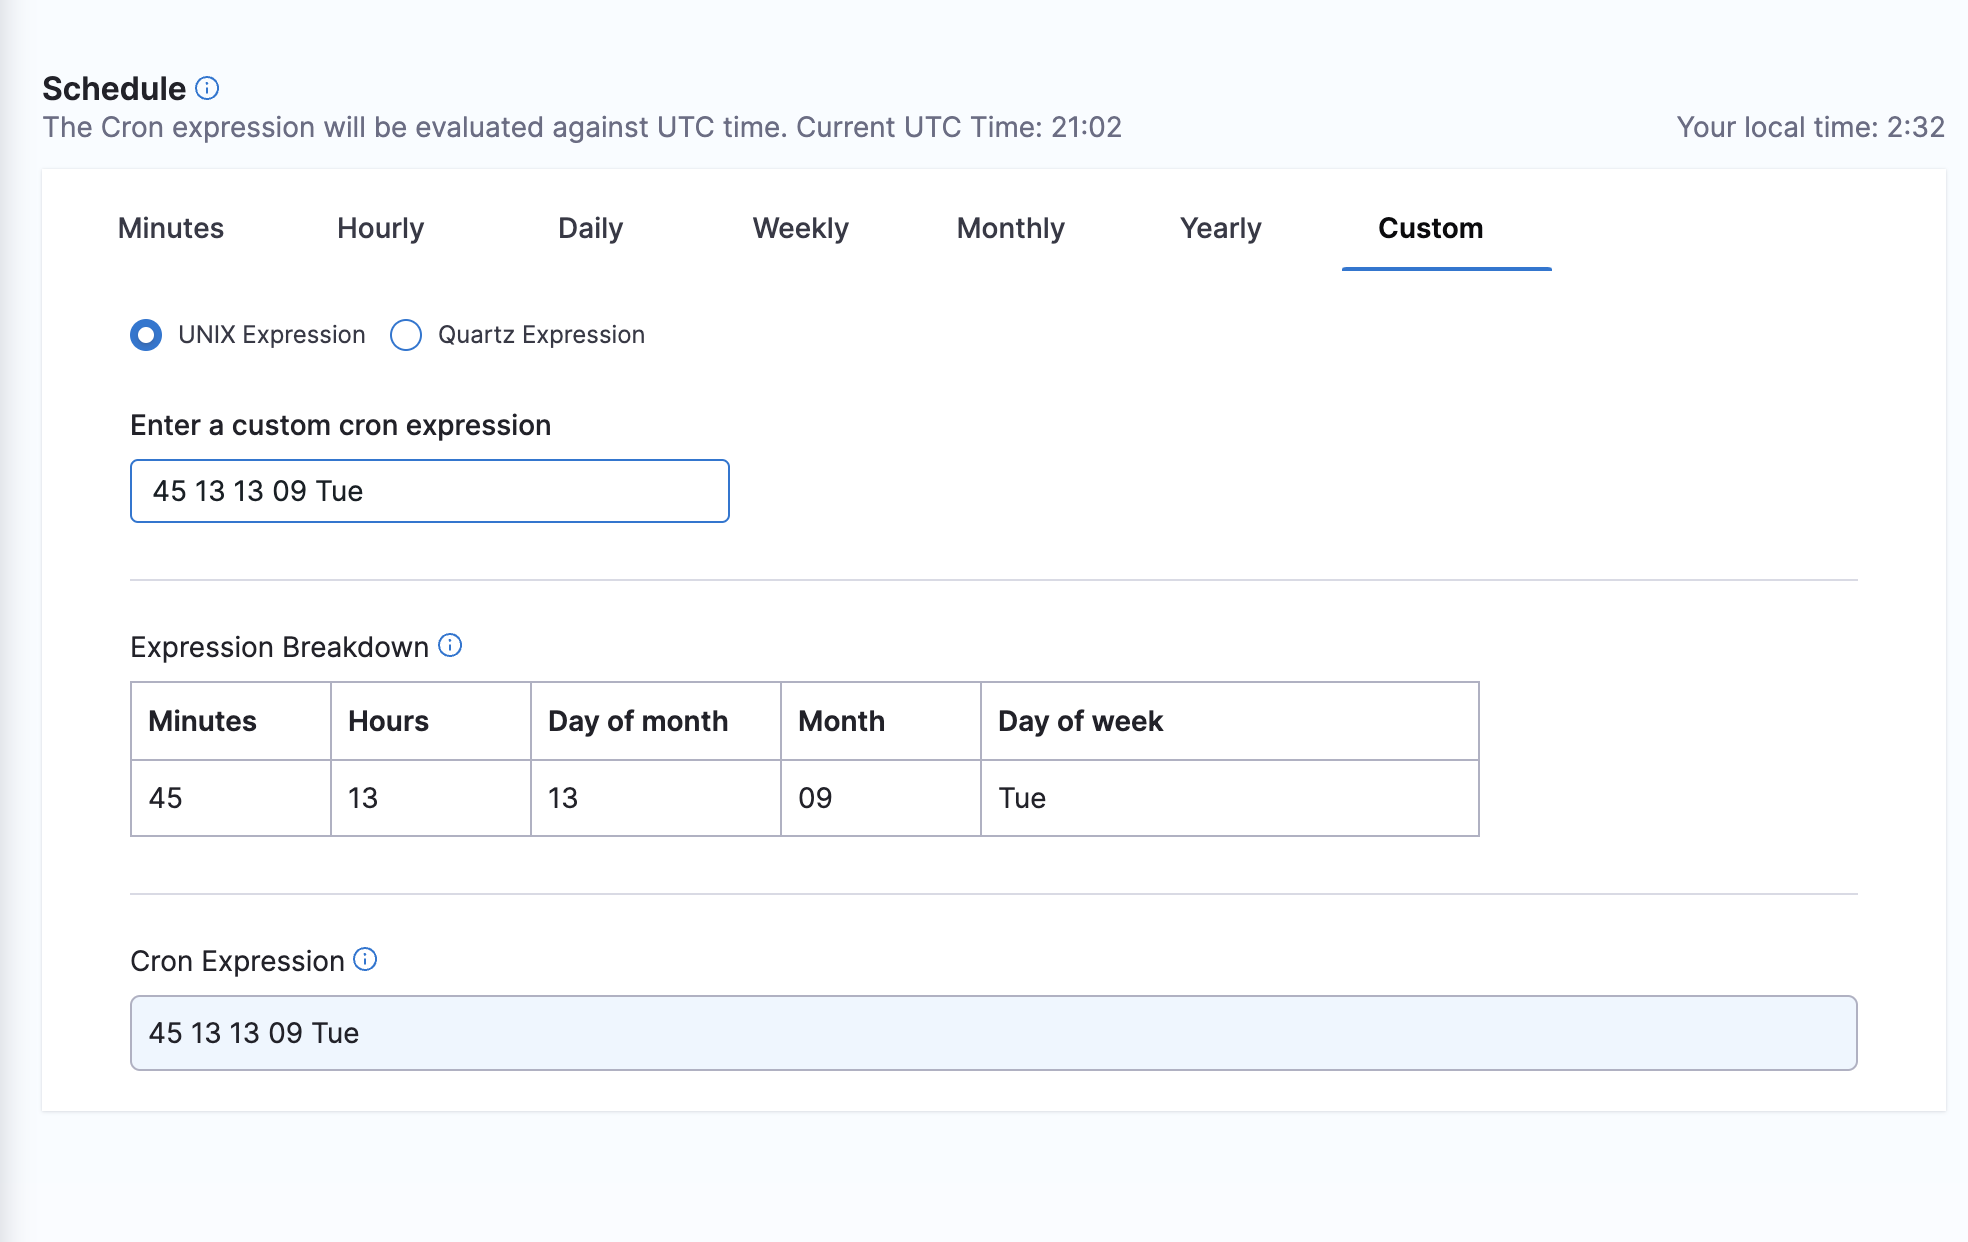 Schedule
The Cron expression will be evaluated against UTC time. Current UTC Time: 21:02
Your local time: 2:32
Minutes Hourly Daily Weekly Monthly Yearly Custom
UNIX Expression Quartz Expression
Enter a custom cron expression
45 13 13 09 Tue
Expression Breakdown
Minutes Hours Day of month Month Day of week
45 13 13 09 Tue
Cron Expression
45 13 13 09 Tue